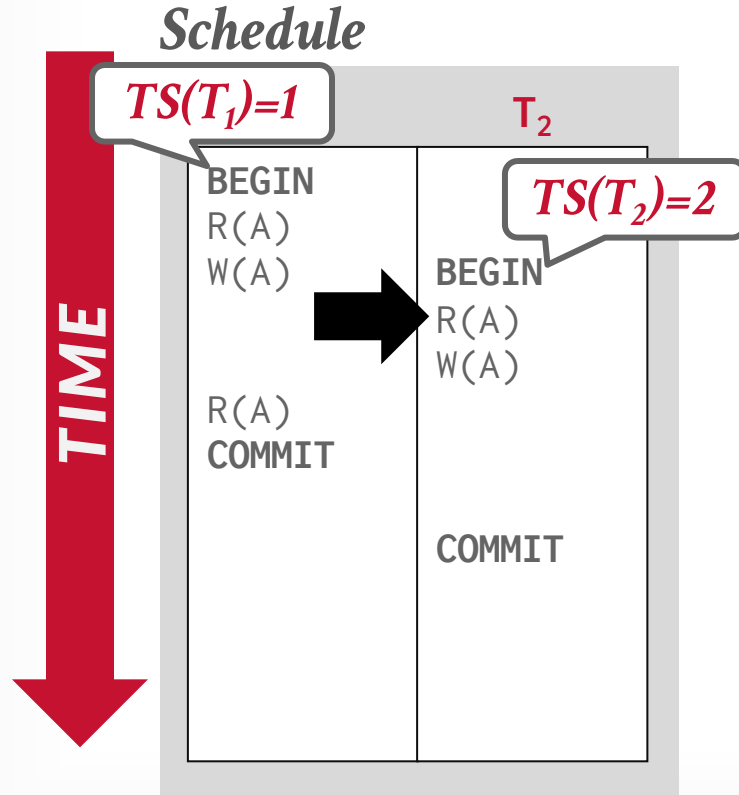 Schedule
TS(T₁)=1
T₂
BEGIN
R(A)
W(A)
TS(T₂)=2
BEGIN
R(A)
W(A)
R(A)
COMMIT
COMMIT
TIME